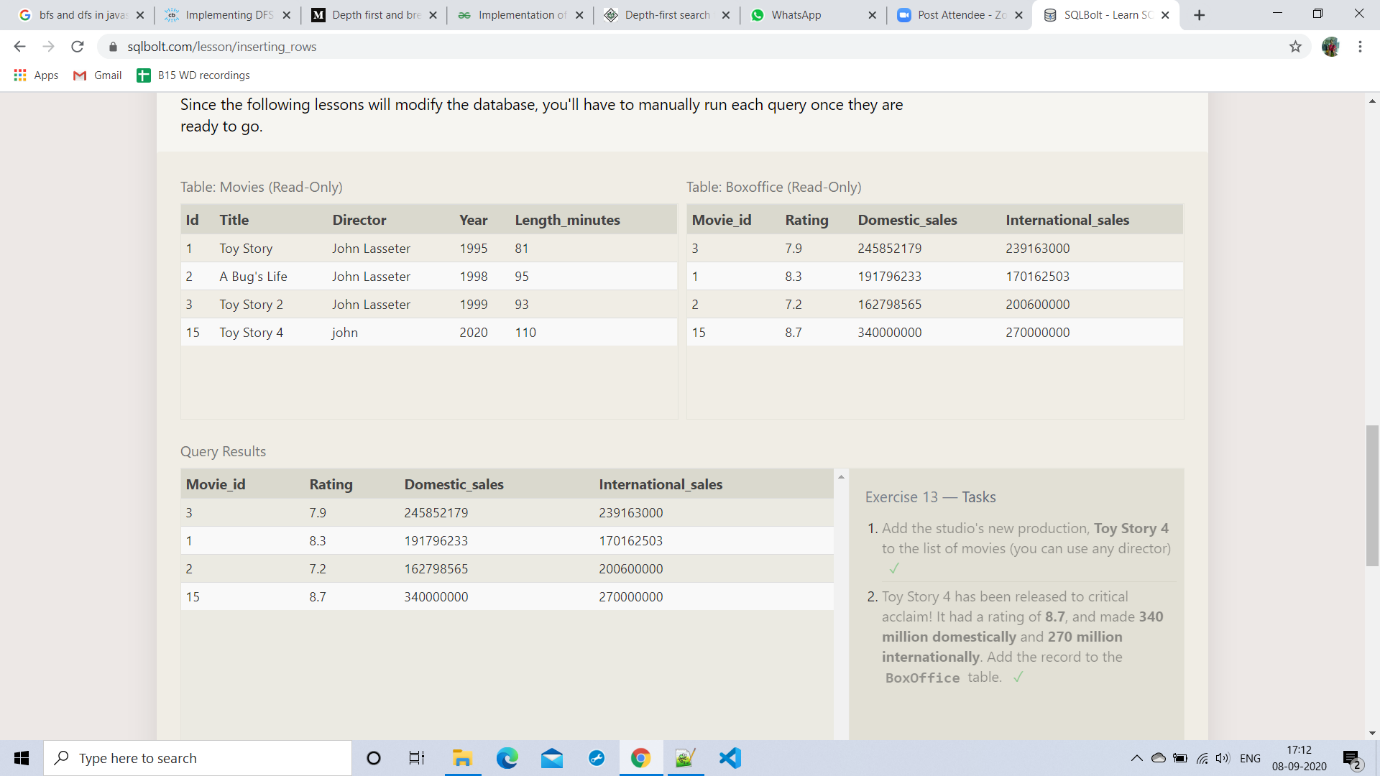 bfs and dfs in javas
Implementing DFS
Depth first and bre
Implementation of
Depth-first search
WhatsApp
Post Attendee - Zo
SQLBolt - Learn SQ
sqlbolt.com/lesson/inserting_rows
Apps Gmail B15 WD recordings
Since the following lessons will modify the database, you'll have to manually run each query once they are
ready to go.
Table: Movies (Read-Only)
Id Title Director Year Length_minutes
1 Toy Story John Lasseter 1995 81
2 A Bug's Life John Lasseter 1998 95
3 Toy Story 2 John Lasseter 1999 93
15 Toy Story 4 john 2020 110
Table: Boxoffice (Read-Only)
Movie_id Rating Domestic_sales International_sales
3 7.9 245852179 239163000
1 8.3 191796233 170162503
2 7.2 162798565 200600000
15 8.7 340000000 270000000
Query Results
Movie_id Rating Domestic_sales International_sales
3 7.9 245852179 239163000
1 8.3 191796233 170162503
2 7.2 162798565 200600000
15 8.7 340000000 270000000
Exercise 13 — Tasks
1. Add the studio's new production, Toy Story 4
to the list of movies (you can use any director)
✓
2. Toy Story 4 has been released to critical
acclaim! It had a rating of 8.7, and made 340
million domestically and 270 million
internationally. Add the record to the
BoxOffice table. ✓
Type here to search
ENG
17:12
08-09-2020
2